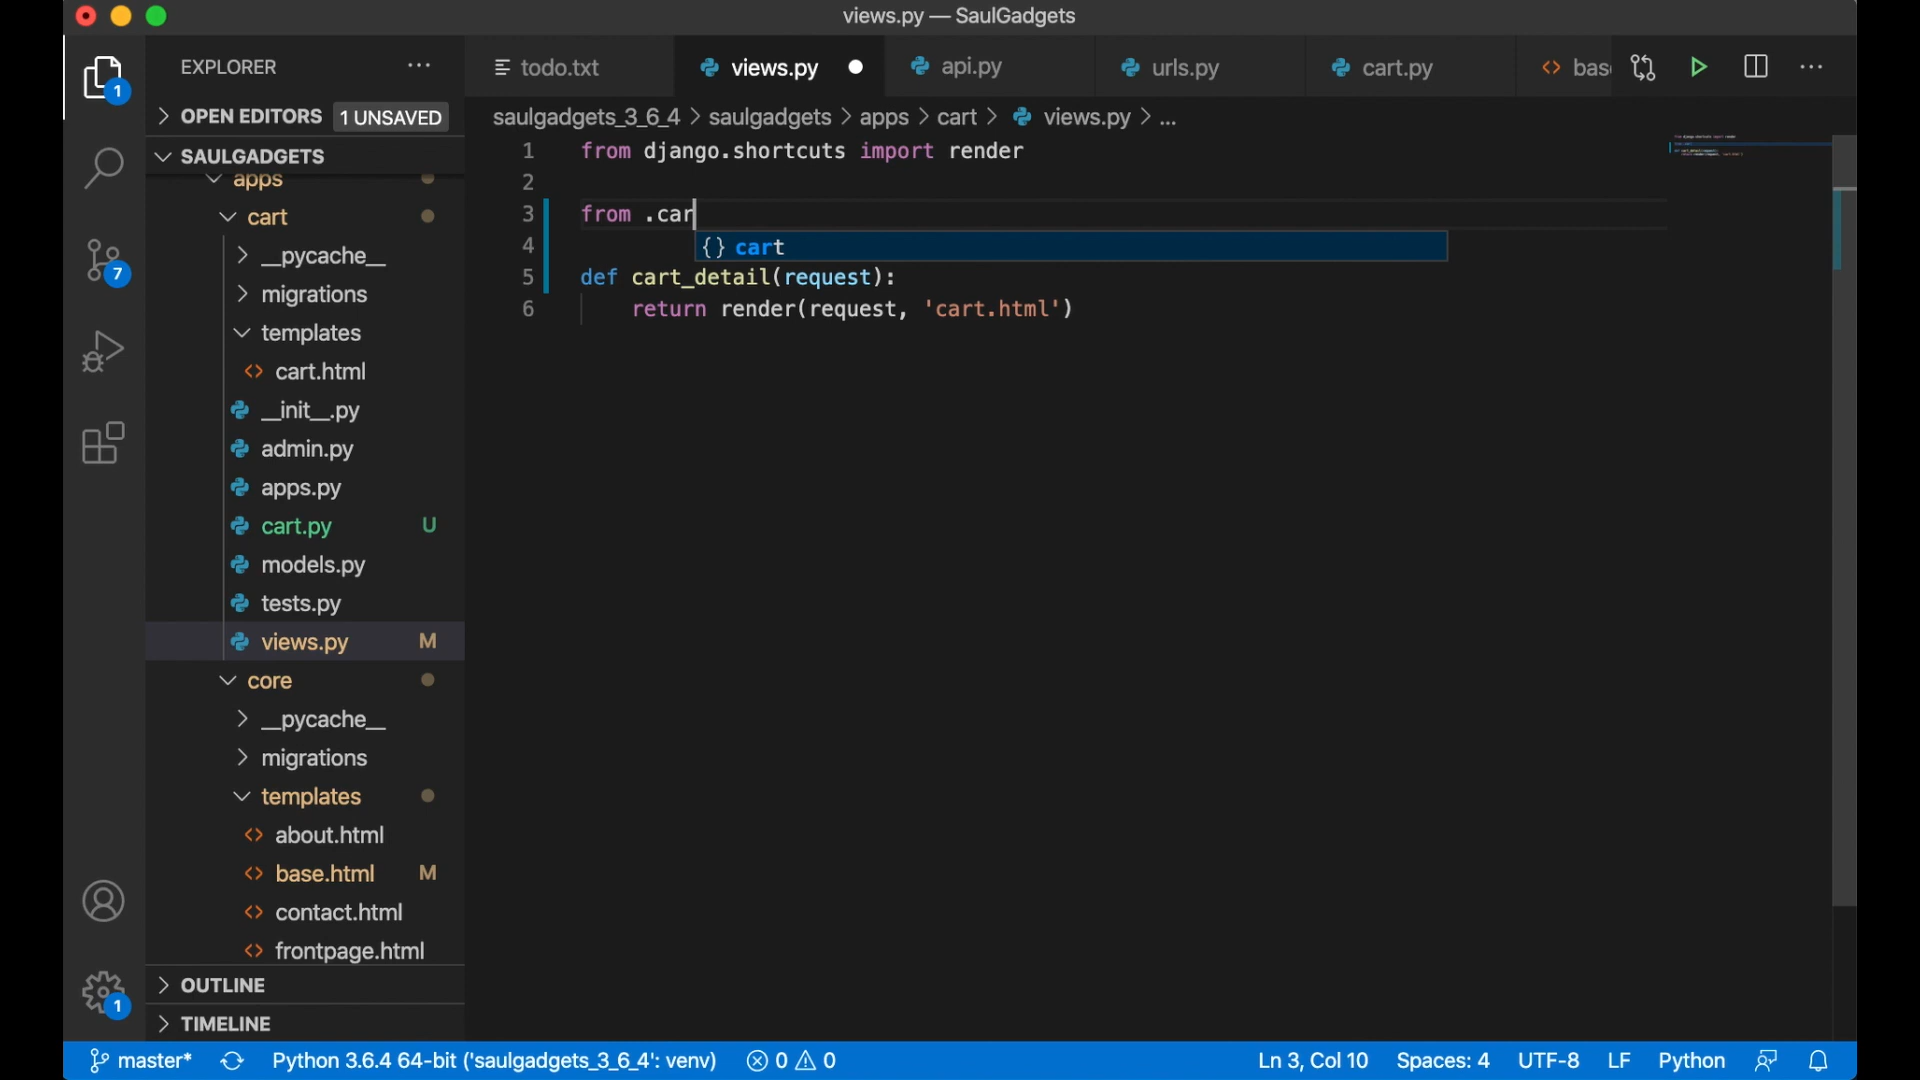 views.py — SaulGadgets
EXPLORER
todo.txt
views.py
api.py
urls.py
cart.py
bas
1
OPEN EDITORS
1 UNSAVED
saulgadgets_3_6_4 > saulgadgets > apps > cart > views.py > ...
SAULGADGETS
apps
cart
__pycache__
migrations
templates
cart.html
__init__.py
admin.py
apps.py
cart.py U
models.py
tests.py
views.py M
core
__pycache__
migrations
templates
about.html
base.html M
contact.html
frontpage.html
OUTLINE
TIMELINE
7
1
1 from django.shortcuts import render
2
3 from .car
{} cart
4
5 def cart_detail(request):
6 return render(request, 'cart.html')
master* Python 3.6.4 64-bit ('saulgadgets_3_6_4': venv) 0 0 Ln 3, Col 10 Spaces: 4 UTF-8 LF Python